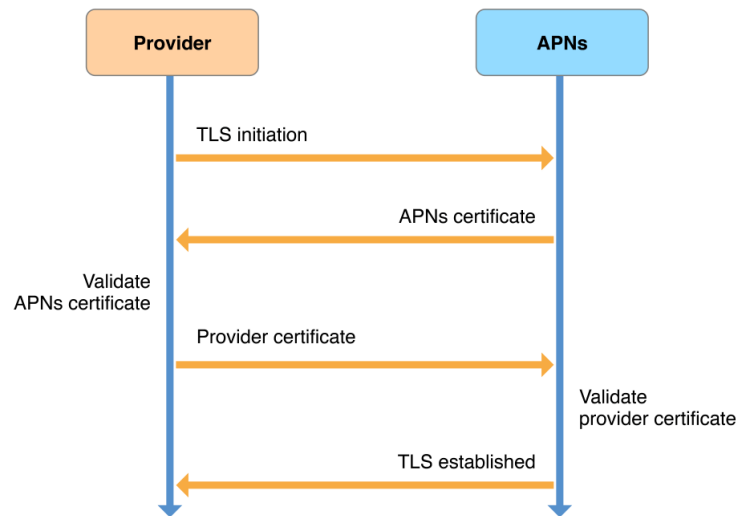 Provider
APNs
TLS initiation
APNs certificate
Validate
APNs certificate
Provider certificate
Validate
provider certificate
TLS established